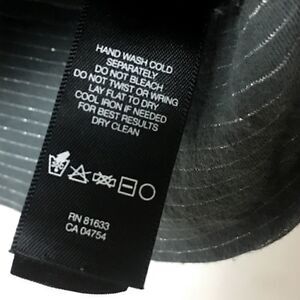 HAND WASH COLD
SEPARATELY
DO NOT BLEACH
DO NOT TWIST OR WRING
LAY FLAT TO DRY
COOL IRON IF NEEDED
FOR BEST RESULTS
DRY CLEAN
RN 81633
CA 04754